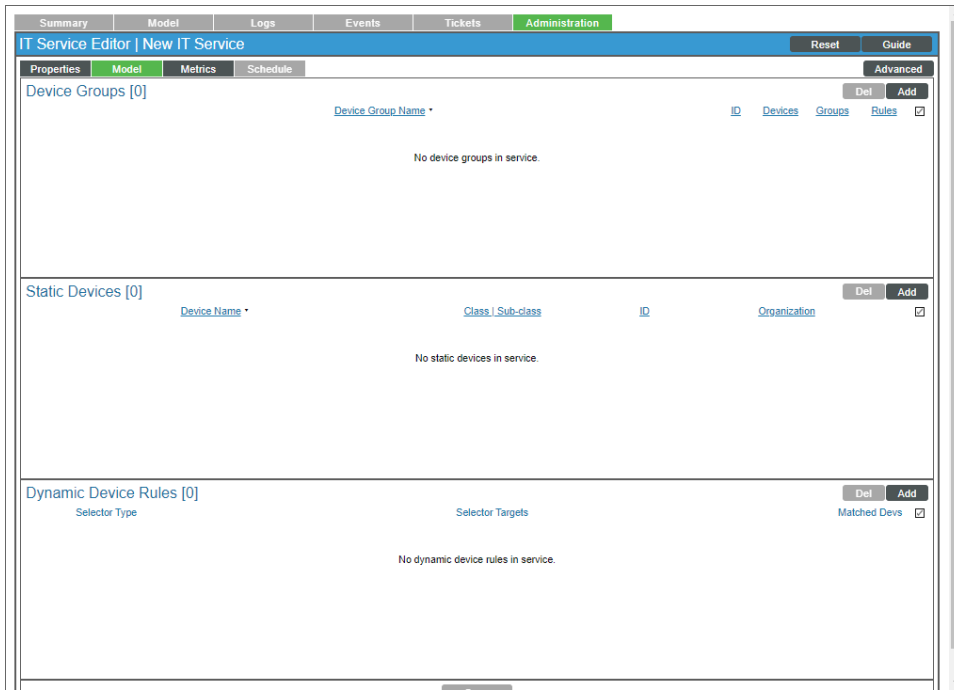 Summary Model Logs Events Tickets Administration
IT Service Editor | New IT Service Reset Guide
Properties Model Metrics Schedule Advanced
Device Groups [0] Del Add
Device Group Name ID Devices Groups Rules
No device groups in service.
Static Devices [0] Del Add
Device Name Class | Sub-class ID Organization
No static devices in service.
Dynamic Device Rules [0] Del Add
Selector Type Selector Targets Matched Devs
No dynamic device rules in service.